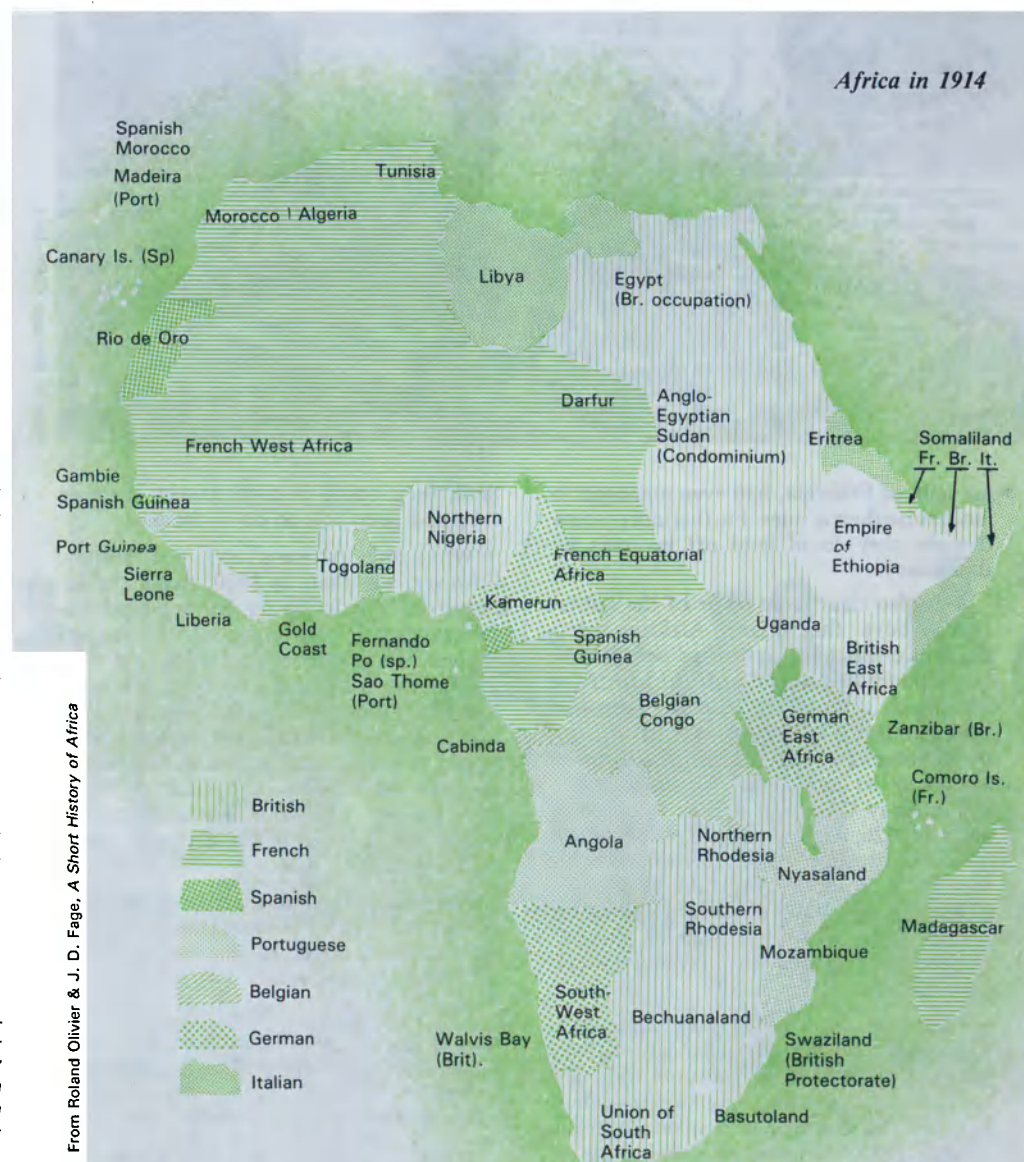 Africa in 1914
Spanish
Morocco
Madeira
(Port)
Tunisia
Morocco
Algeria
Canary Is. (Sp)
Libya
Egypt
(Br. occupation)
Rio de Oro
Darfur
Anglo-
Egyptian
Sudan
(Condominium)
Eritrea
Somaliland
Fr. Br. It.
French West Africa
Gambie
Spanish Guinea
Port Guinea
Sierra
Leone
Liberia
Northern
Nigeria
Togoland
Gold
Coast
Fernando
Po (sp.)
Sao Thome
(Port)
French Equatorial
Africa
Kamerun
Spanish
Guinea
Empire
of
Ethiopia
Uganda
British
East
Africa
Belgian
Congo
German
East
Africa
Zanzibar (Br.)
Cabinda
Comoro Is.
(Fr.)
Angola
Northern
Rhodesia
Nyasaland
Southern
Rhodesia
Mozambique
Madagascar
South-
West
Africa
Walvis Bay
(Brit).
Bechuanaland
Swaziland
(British
Protectorate)
Union of
South
Africa
Basutoland
British
French
Spanish
Portuguese
Belgian
German
Italian
From Roland Olivier & J. D. Fage, A Short History of Africa